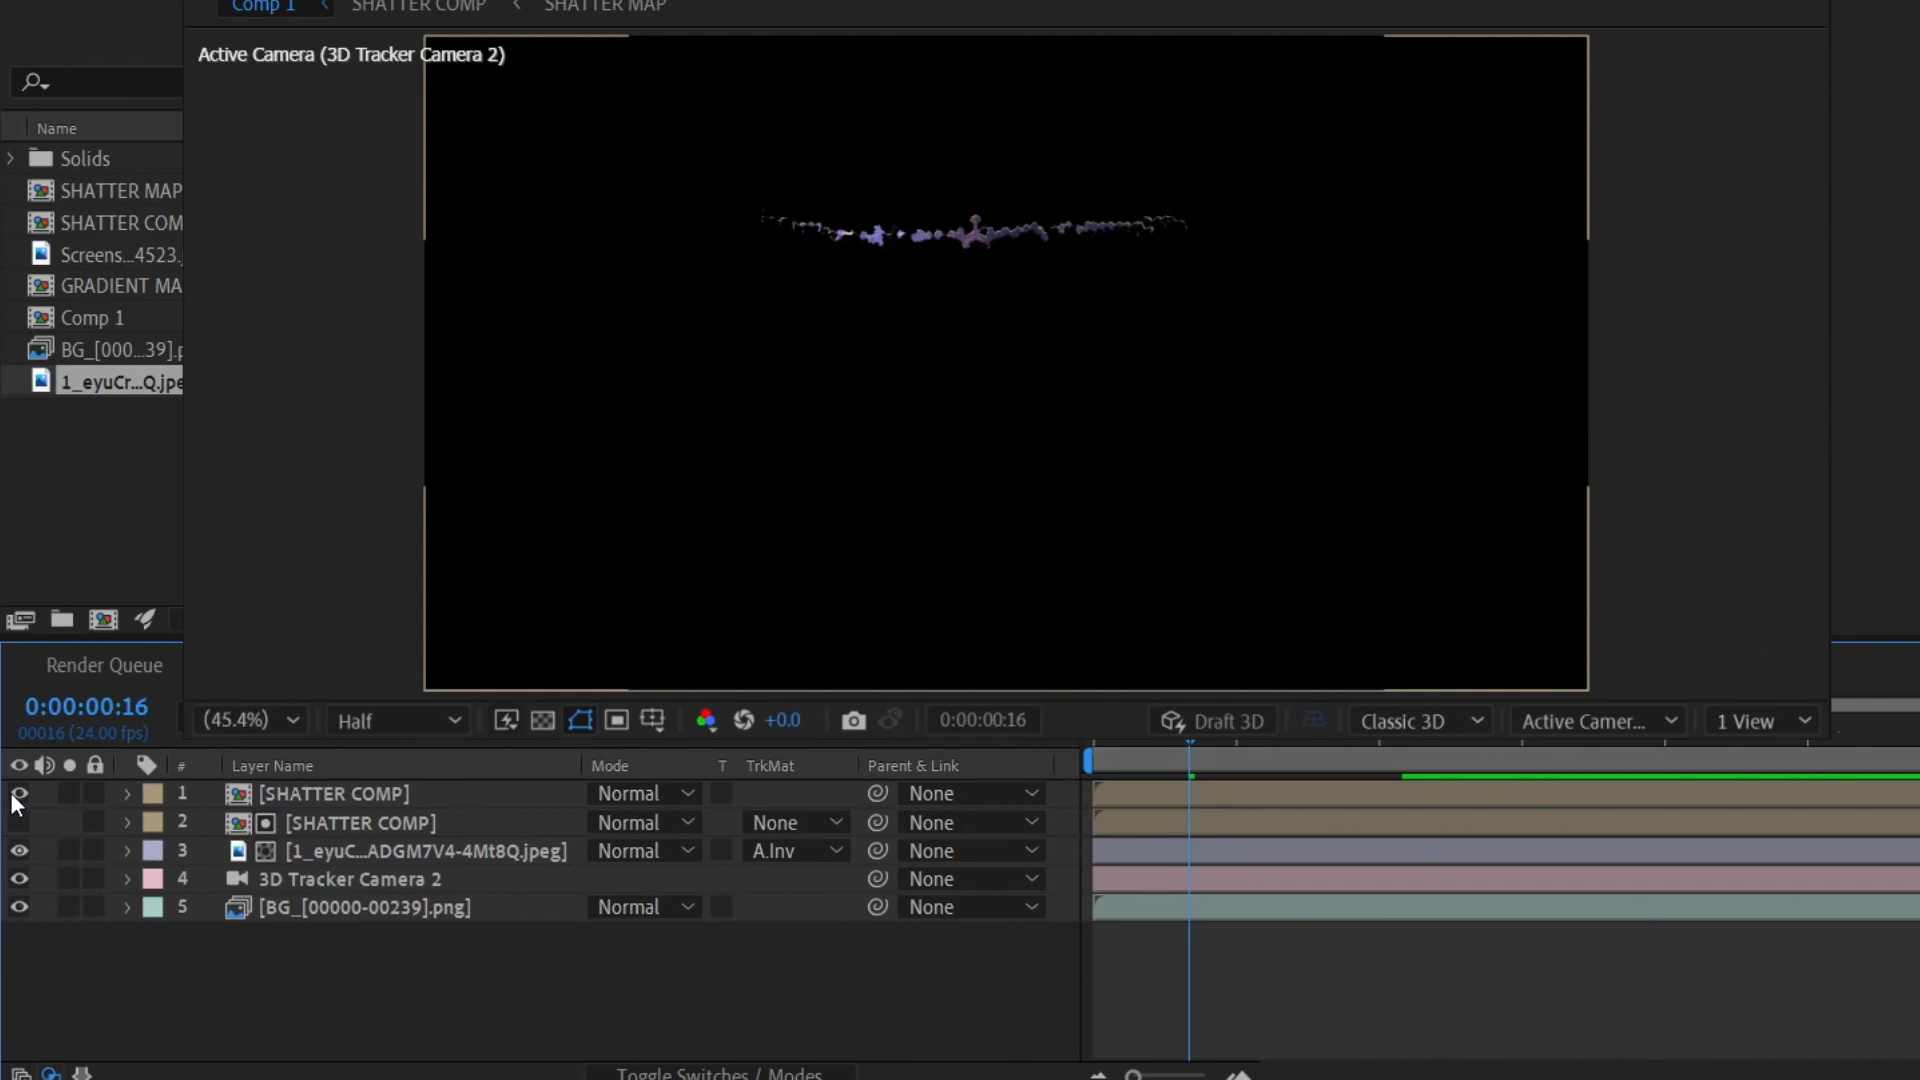 Comp 1 < SHATTER COMP < SHATTER MAP
Active Camera (3D Tracker Camera 2)
Name
Solids
SHATTER MAP
SHATTER COM
Screens...4523.
GRADIENT MA
Comp 1
BG_[000...39].p
1_eyuCr...Q.jpe
Render Queue
0:00:00:16
00016 (24.00 fps)
(45.4%)
Half
+0.0
0:00:00:16
Draft 3D
Classic 3D
Active Camer...
1 View
# Layer Name Mode T TrkMat Parent & Link
1 [SHATTER COMP] Normal None
2 [SHATTER COMP] Normal None None
3 [1_eyuC...ADGM7V4-4Mt8Q.jpeg] Normal A.Inv None
4 3D Tracker Camera 2 None
5 [BG_[00000-00239].png] Normal None
Toggle Switches / Modes